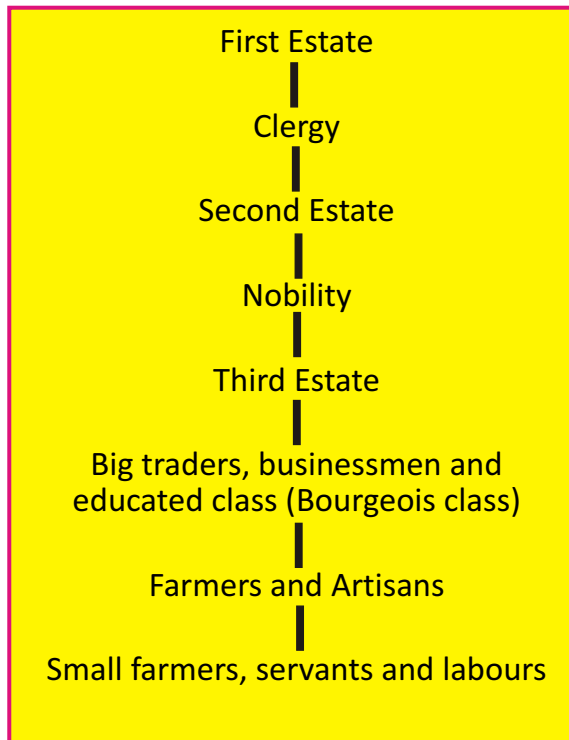 First Estate
Clergy
Second Estate
Nobility
Third Estate
Big traders, businessmen and
educated class (Bourgeois class)
Farmers and Artisans
Small farmers, servants and labours